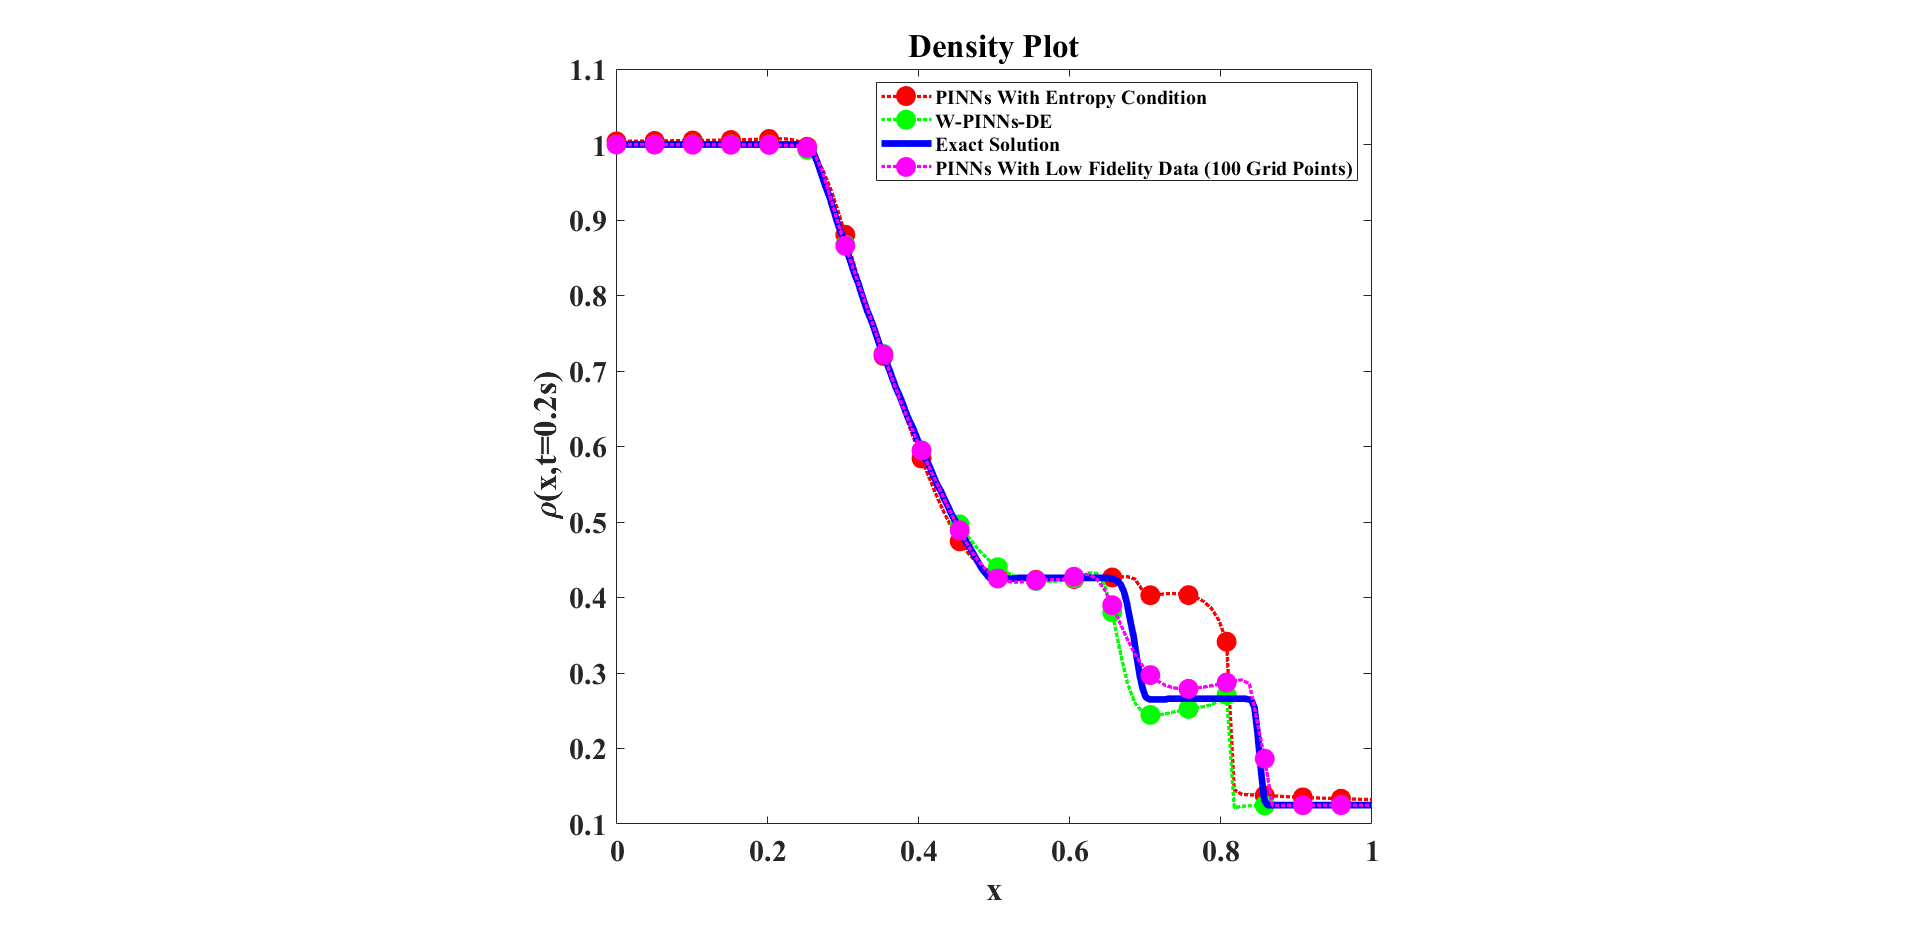 Density Plot
PINNs With Entropy Condition
W-PINNs-DE
Exact Solution
PINNs With Low Fidelity Data (100 Grid Points)
1.1
1
0.9
0.8
0.7
0.6
0.5
0.4
0.3
0.2
0.1
ρ(x,t=0.2s)
0 0.2 0.4 0.6 0.8 1
x